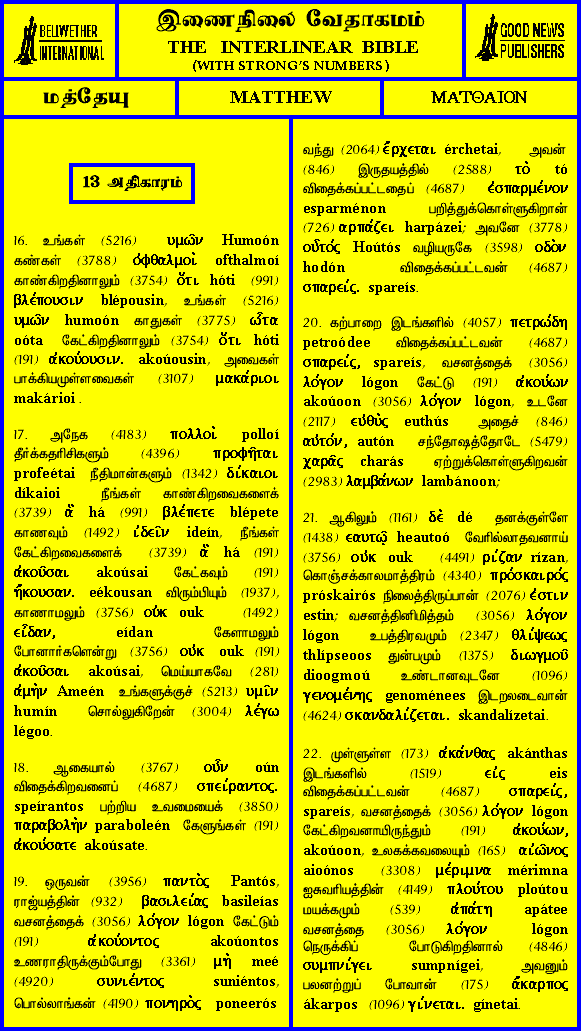 BELLWETHER
INTERNATIONAL
இணைநிலை வேதாகமம்
THE INTERLINEAR BIBLE
(WITH STRONG'S NUMBERS)
GOOD NEWS
PUBLISHERS
மத்தேயு
MATTHEW
ΜΑΤΘΑΙΟΝ
13 அதிகாரம்
16. உங்கள் (5216) υμῶν Humoón
கண்கள் (3788) ὀφθαλμοὶ ofthalmoí
காண்கிறதினாலும் (3754) ὅτι hóti (991)
βλέπουσιν blépousin, உங்கள் (5216)
υμῶν humoón காதுகள் (3775) ὦτα
oóta கேட்கிறதினாலும் (3754) ὅτι hóti
(191) ἀκούουσιν. akoúousin, அவைகள்
பாக்கியமுள்ளவைகள் (3107) μακάριοι
makárioi .
17. அநேக (4183) πολλοὶ polloí
தீர்க்கதரிசிகளும் (4396) προφῆται
profeétai நீதிமான்களும் (1342) δίκαιοι
díkaioi நீங்கள் காண்கிறவைகளைக்
(3739) ἃ há (991) βλέπετε blépete
காணவும் (1492) ἰδεῖν ideín, நீங்கள்
கேட்கிறவைகளைக் (3739) ἃ há (191)
ἀκοῦσαι akoúsai கேட்கவும் (191)
ἤκουσαν. eékousan விரும்பியும் (1937),
காணாமலும் (3756) οὐκ ouk (1492)
εἶδαν, eídan கேளாமலும்
போனார்களென்று (3756) οὐκ ouk (191)
ἀκοῦσαι akoúsai, மெய்யாகவே (281)
ἀμὴν Ameén உங்களுக்குச் (5213) υμῖν
humín சொல்லுகிறேன் (3004) λέγω
légoo.
18. ஆகையால் (3767) οὖν oún
விதைக்கிறவனைப் (4687) σπείραντος.
speírantos பற்றிய உவமையைக் (3850)
παραβολὴν paraboleén கேளுங்கள் (191)
ἀκούσατε akoúsate.
19. ஒருவன் (3956) παντὸς Pantós,
ராஜ்யத்தின் (932) βασιλείας basileías
வசனத்தைக் (3056) λόγον lógon கேட்டும்
(191) ἀκούοντος akoúontos
உணராதிருக்கும்போது (3361) μὴ meé
(4920) συνιέντος suniéntos,
பொல்லாங்கன் (4190) πονηρὸς poneerós
வந்து (2064) ἔρχεται érchetai, அவன்
(846) இருதயத்தில் (2588) τὸ tó
விதைக்கப்பட்டதைப் (4687) ἐσπαρμένον
esparménon பறித்துக்கொள்ளுகிறான்
(726) αρπάζει harpázei; அவனே (3778)
οὗτός Hoútós வழியருகே (3598) οδὸν
hodón விதைக்கப்பட்டவன் (4687)
σπαρείς. spareís.
20. கற்பாறை இடங்களில் (4057) πετρώδη
petroódee விதைக்கப்பட்டவன் (4687)
σπαρείς, spareís, வசனத்தைக் (3056)
λόγον lógon கேட்டு (191) ἀκούων
akoúoon (3056) λόγον lógon, உடனே
(2117) εὐθὺς euthús அதைச் (846)
αὐτόν, autón சந்தோஷத்தோடே (5479)
χαρᾶς charás ஏற்றுக்கொள்ளுகிறவன்
(2983) λαμβάνων lambánoon;
21. ஆகிலும் (1161) δὲ dé தனக்குள்ளே
(1438) εαυτῷ heautoó வேரில்லாதவனாய்
(3756) οὐκ ouk (4491) ρίζαν rízan,
கொஞ்சக்காலமாத்திரம் (4340) πρόσκαιρός
próskairós நிலைத்திருப்பான் (2076) ἐστιν
estin; வசனத்தினிமித்தம் (3056) λόγον
lógon உபத்திரவமும் (2347) θλίψεως
thlípseoos துன்பமும் (1375) διωγμοῦ
dioogmoú உண்டானவுடனே (1096)
γενομένης genoménees இடறலடைவான்
(4624) σκανδαλίζεται. skandalízetai.
22. முள்ளுள்ள (173) ἀκάνθας akánthas
இடங்களில் (1519) εἰς eis
விதைக்கப்பட்டவன் (4687) σπαρείς,
spareís, வசனத்தைக் (3056) λόγον lógon
கேட்கிறவனாயிருந்தும் (191) ἀκούων,
akoúoon, உலகக்கவலையும் (165) αἰῶνος
aioónos (3308) μέριμνα mérimna
ஐசுவரியத்தின் (4149) πλούτου ploútou
மயக்கமும் (539) ἀπάτη apátee
வசனத்தை (3056) λόγον lógon
நெருக்கிப் போடுகிறதினால் (4846)
συμπνίγει sumpnígei, அவனும்
பலனற்றுப் போவான் (175) ἄκαρπος
ákarpos (1096) γίνεται. gínetai.